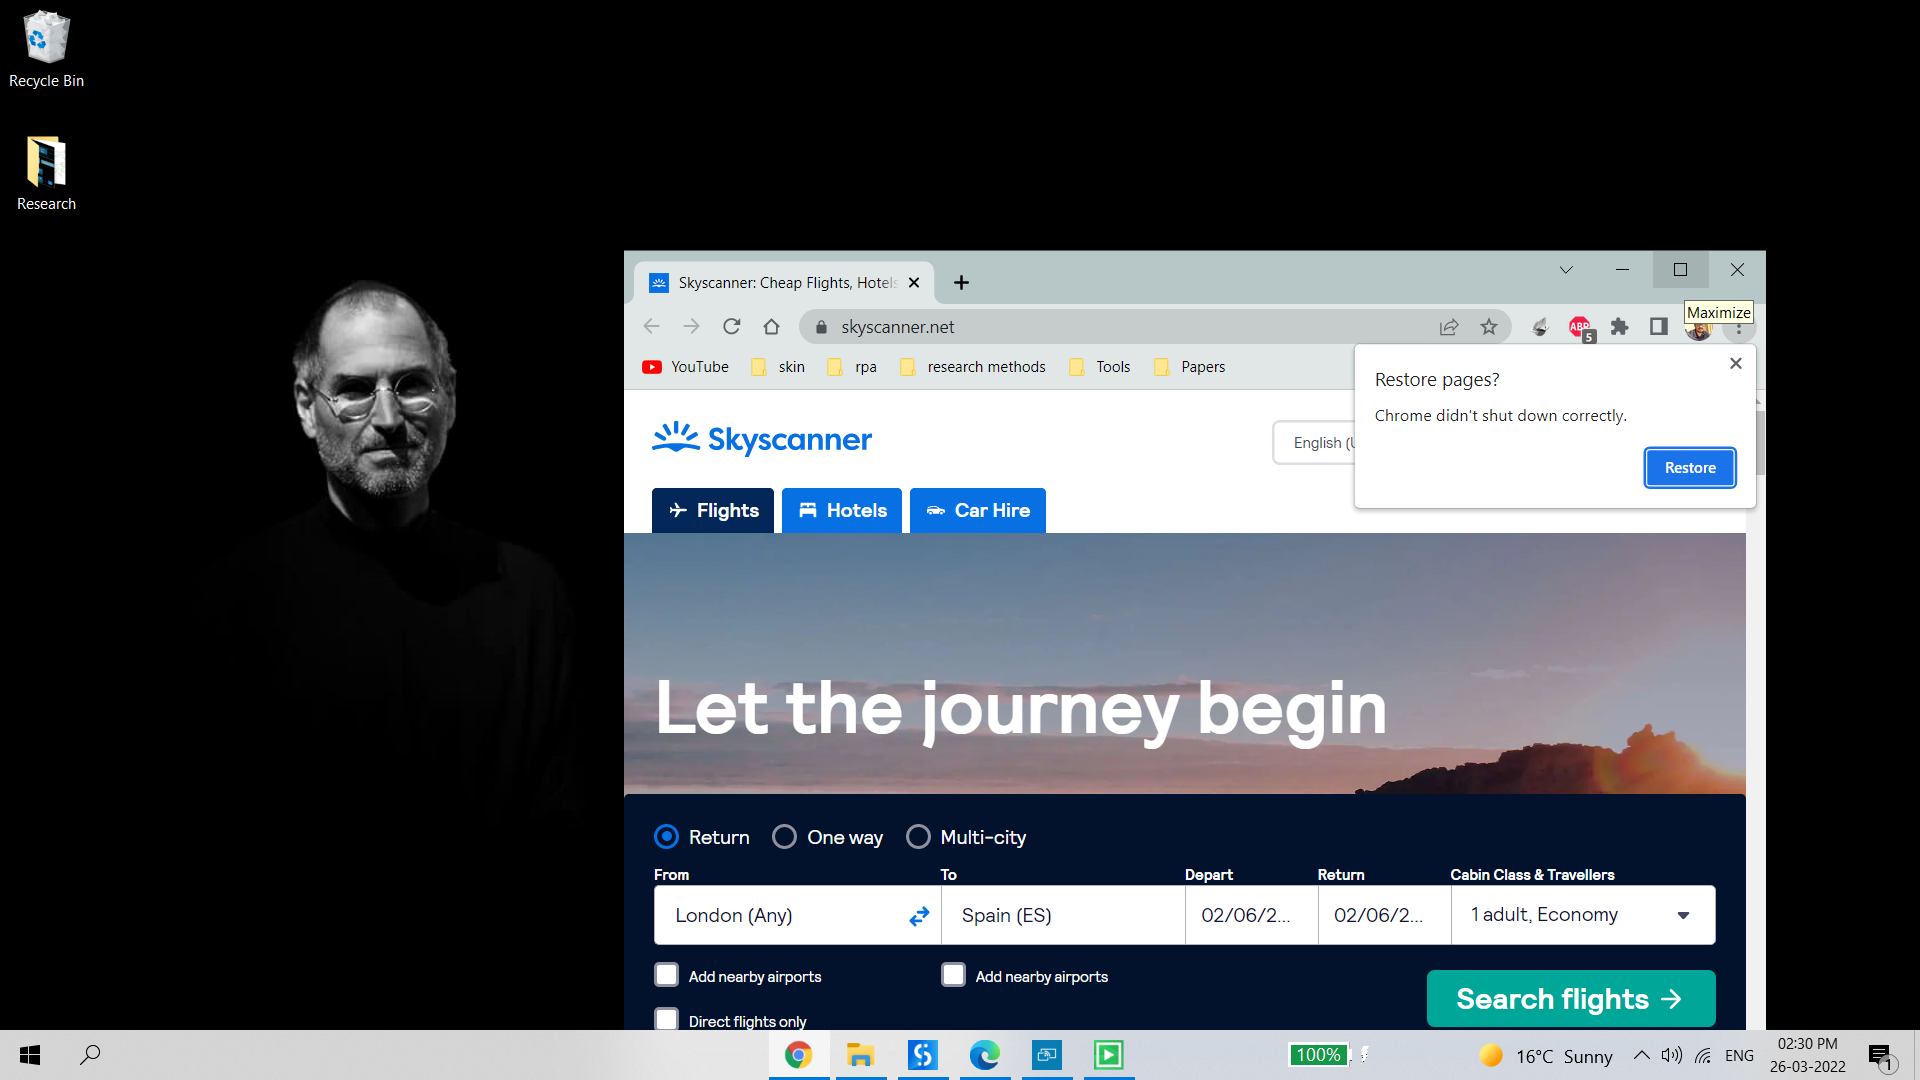 Recycle Bin
Research
Skyscanner: Cheap Flights, Hotels
Maximize
skyscanner.net
ABP
5
YouTube
skin
rpa
research methods
Tools
Papers
Restore pages?
Chrome didn't shut down correctly.
Restore
Skyscanner
English (U
Flights
Hotels
Car Hire
Let the journey begin
Return
One way
Multi-city
From
To
Depart
Return
Cabin Class & Travellers
London (Any)
Spain (ES)
02/06/2...
02/06/2...
1 adult, Economy
Add nearby airports
Add nearby airports
Direct flights only
Search flights
100%
16°C Sunny
ENG
02:30 PM
26-03-2022
1